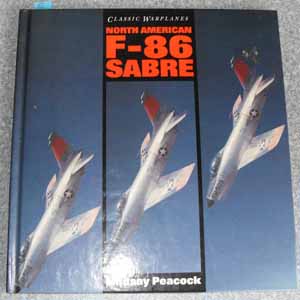 CLASSIC WARPLANES
NORTH AMERICAN
F-86
SABRE
Peacock